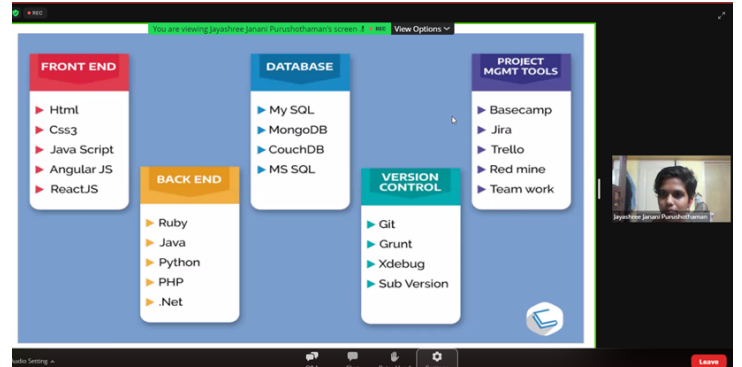 REC
You are viewing Jayashree Janani Purushothaman's screen REC View Options
FRONT END
Html
Css3
Java Script
Angular JS
ReactJS
BACK END
Ruby
Java
Python
PHP
.Net
DATABASE
My SQL
MongoDB
CouchDB
MS SQL
VERSION
CONTROL
Git
Grunt
Xdebug
Sub Version
PROJECT
MGMT TOOLS
Basecamp
Jira
Trello
Red mine
Team work
Jayashree Janani Purushothaman
Setting
Leave